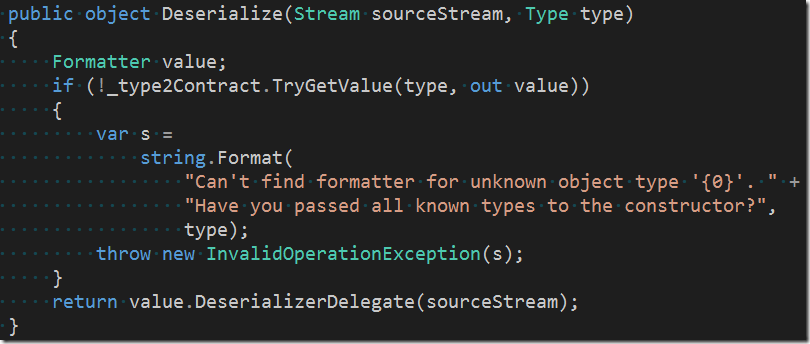 public object Deserialize(Stream sourceStream, Type type)
{
    Formatter value;
    if (!_type2Contract.TryGetValue(type, out value))
    {
        var s =
            string.Format(
                "Can't find formatter for unknown object type '{0}'. " +
                "Have you passed all known types to the constructor?",
                type);
        throw new InvalidOperationException(s);
    }
    return value.DeserializerDelegate(sourceStream);
}